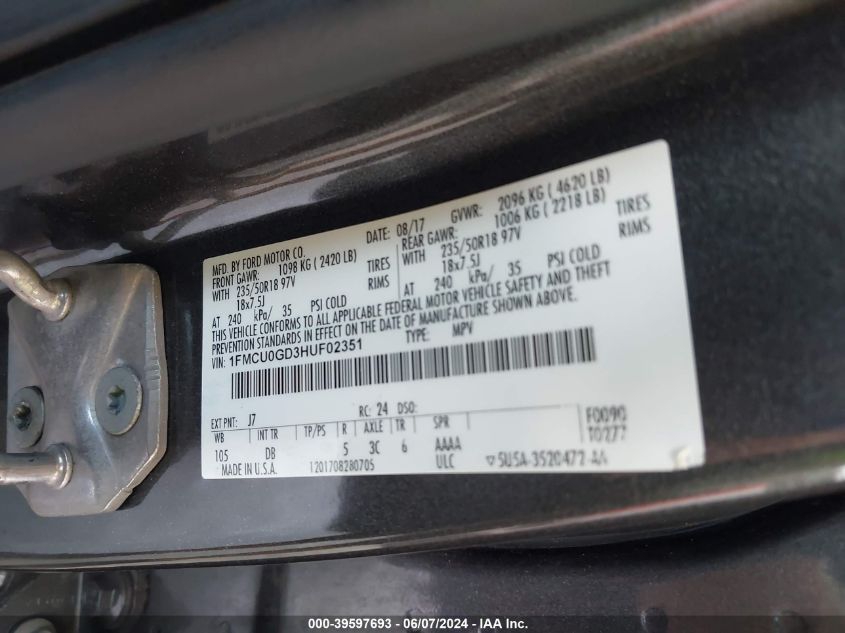 MFD. BY FORD MOTOR CO.
DATE: 08/17 GVWR: 2096 KG ( 4620 LB)
FRONT GAWR: 1098 KG ( 2420 LB) REAR GAWR: 1006 KG ( 2218 LB)
WITH 235/50R18 97V TIRES 235/50R18 97V TIRES
18x7.5J RIMS 18x7.5J RIMS
AT 240 kPa/ 35 PSI COLD AT 240 kPa/ 35 PSI COLD
THIS VEHICLE CONFORMS TO ALL APPLICABLE FEDERAL MOTOR VEHICLE SAFETY AND THEFT
PREVENTION STANDARDS IN EFFECT ON THE DATE OF MANUFACTURE SHOWN ABOVE.
VIN: 1FMCU0GD3HUF02351 TYPE: MPV
EXT PNT: J7 RC: 24 DSO: F0090
WB INT TR TP/PS R AXLE TR SPR T0277
105 DB 5 3C 6 AAAA
MADE IN U.S.A. 1201708280705 ULC 5U5A-3520472-AA
000-39597693 - 06/07/2024 - IAA Inc.